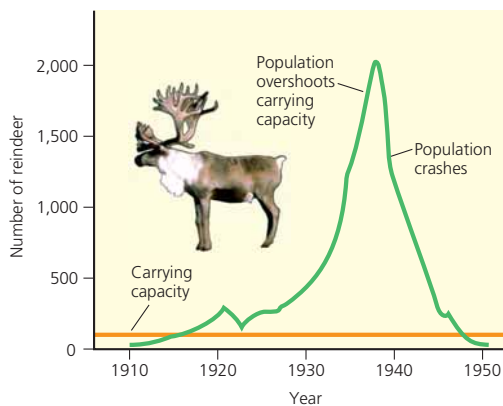 2,000
1,500
1,000
500
0
Number of reindeer
Population
overshoots
carrying
capacity
Population
crashes
Carrying
capacity
1910 1920 1930 1940 1950
Year